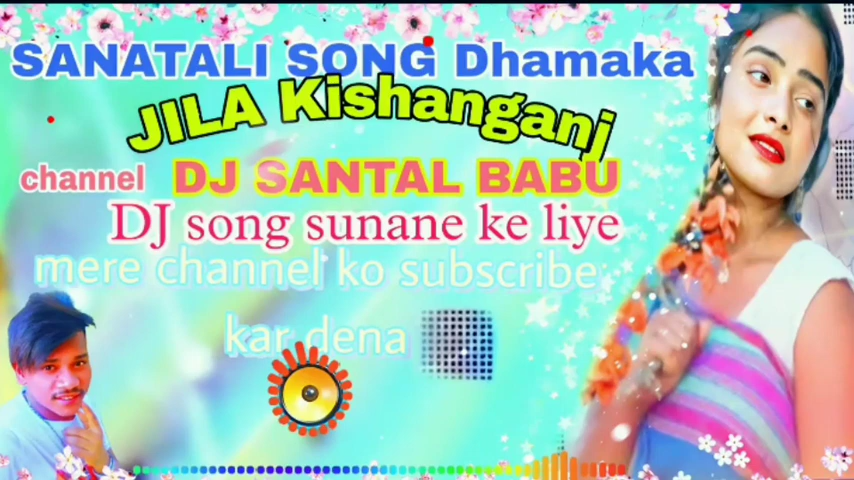 SANATALI SONG Dhamaka
JILA Kishanganj
channel DJ SANTAL BABU
DJ song sunane ke liye
mere channel ko subscribe
kar dena